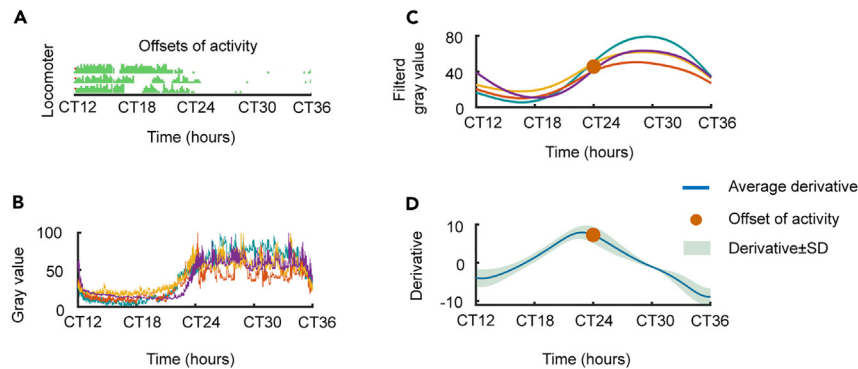 A
Offsets of activity
Locomoter
CT12 CT18 CT24 CT30 CT36
Time (hours)
B
Gray value
100
50
0
CT12 CT18 CT24 CT30 CT36
Time (hours)
C
Filterd
gray value
80
40
0
CT12 CT18 CT24 CT30 CT36
Time (hours)
D
Derivative
10
0
-10
CT12 CT18 CT24 CT30 CT36
Time (hours)
Average derivative
Offset of activity
Derivative±SD